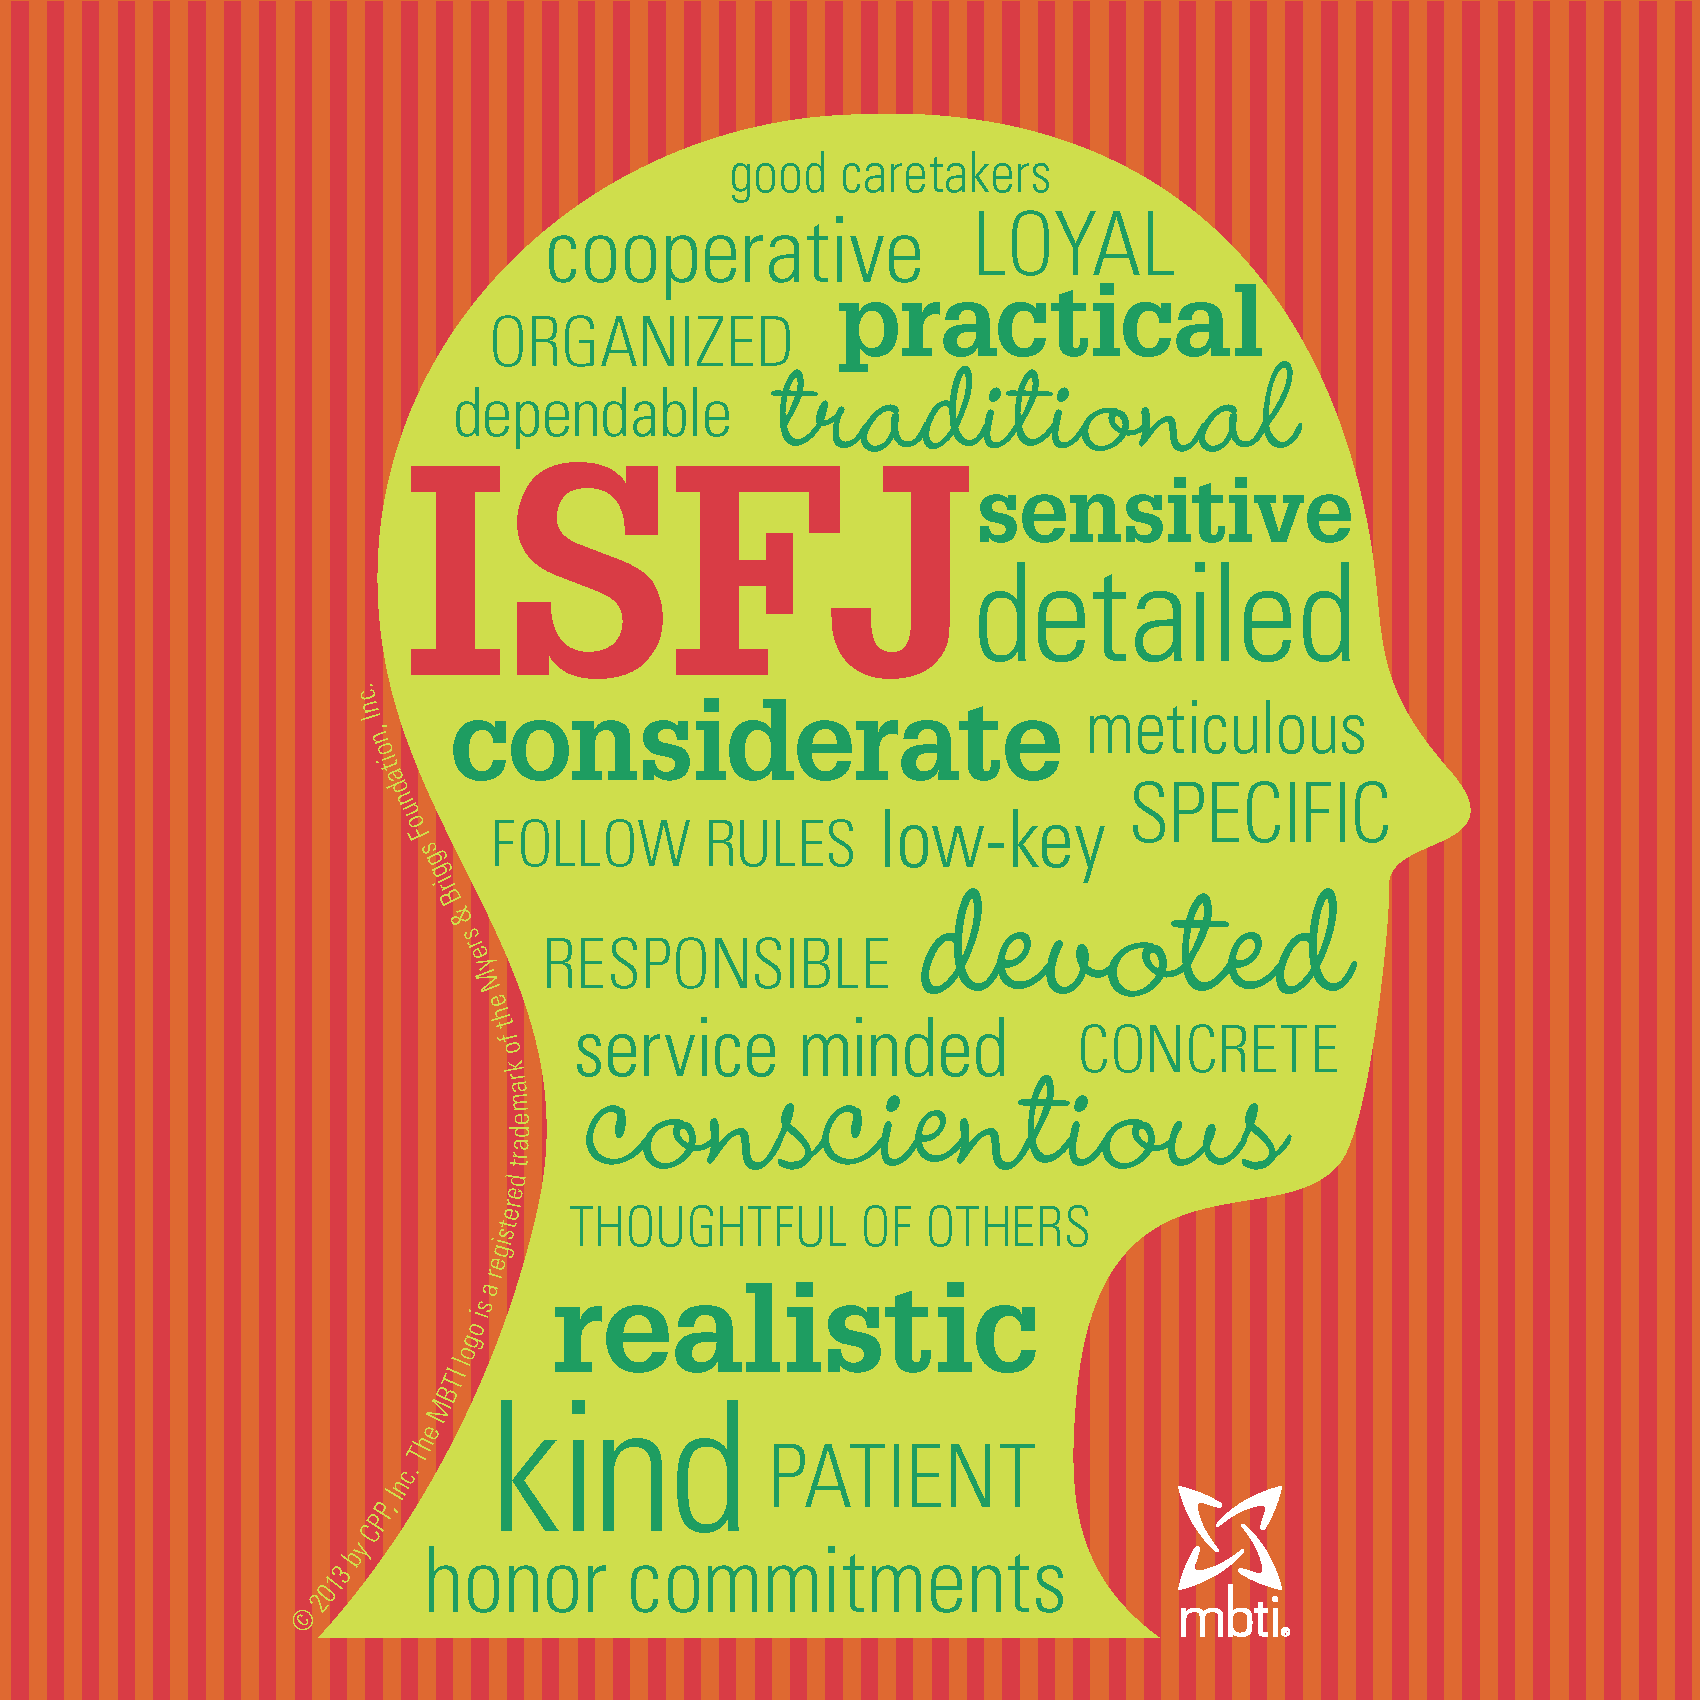 good caretakers
cooperative LOYAL
ORGANIZED practical
dependable traditional
ISFJ sensitive
detailed
considerate meticulous
FOLLOW RULES low-key SPECIFIC
RESPONSIBLE devoted
service minded CONCRETE
conscientious
THOUGHTFUL OF OTHERS
realistic
kind PATIENT
honor commitments
© 2013 by CPP, Inc. The MBTI logo is a registered trademark of the Myers & Briggs Foundation, Inc.
mbti®